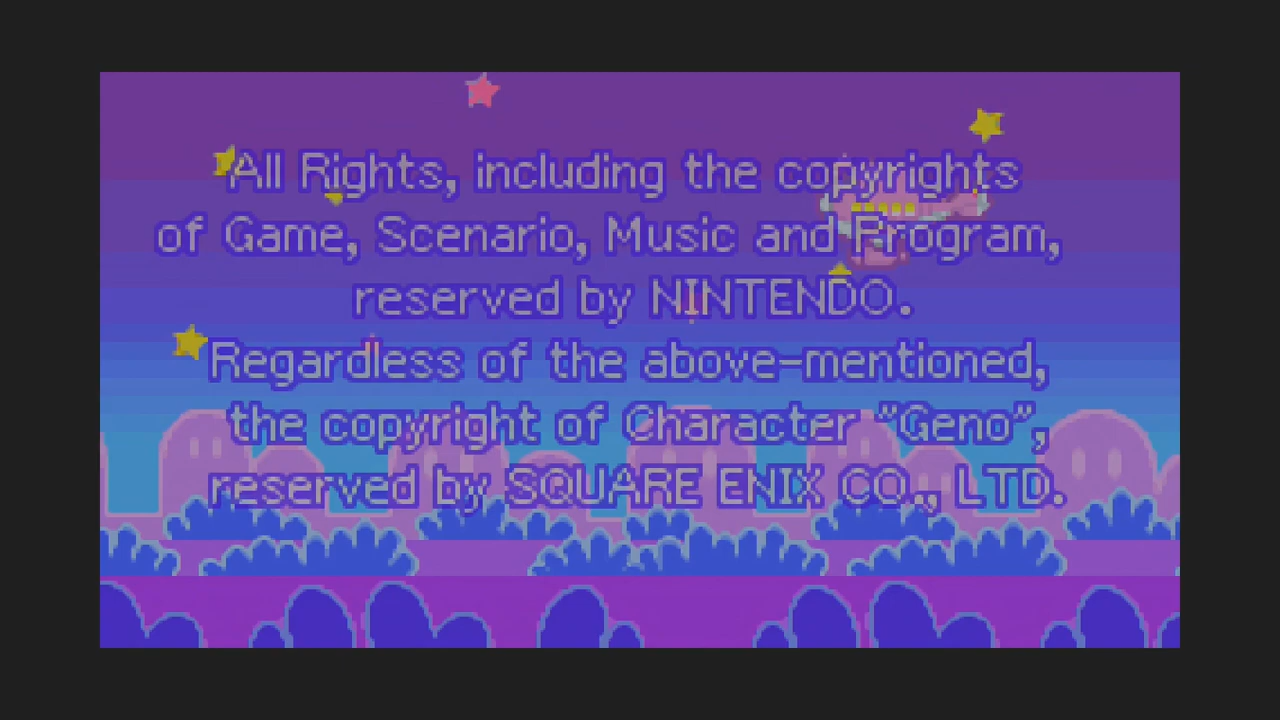 All Rights, including the copyrights
of Game, Scenario, Music and Program,
reserved by NINTENDO.
Regardless of the above-mentioned,
the copyright of Character "Geno",
reserved by SQUARE ENIX CO., LTD.